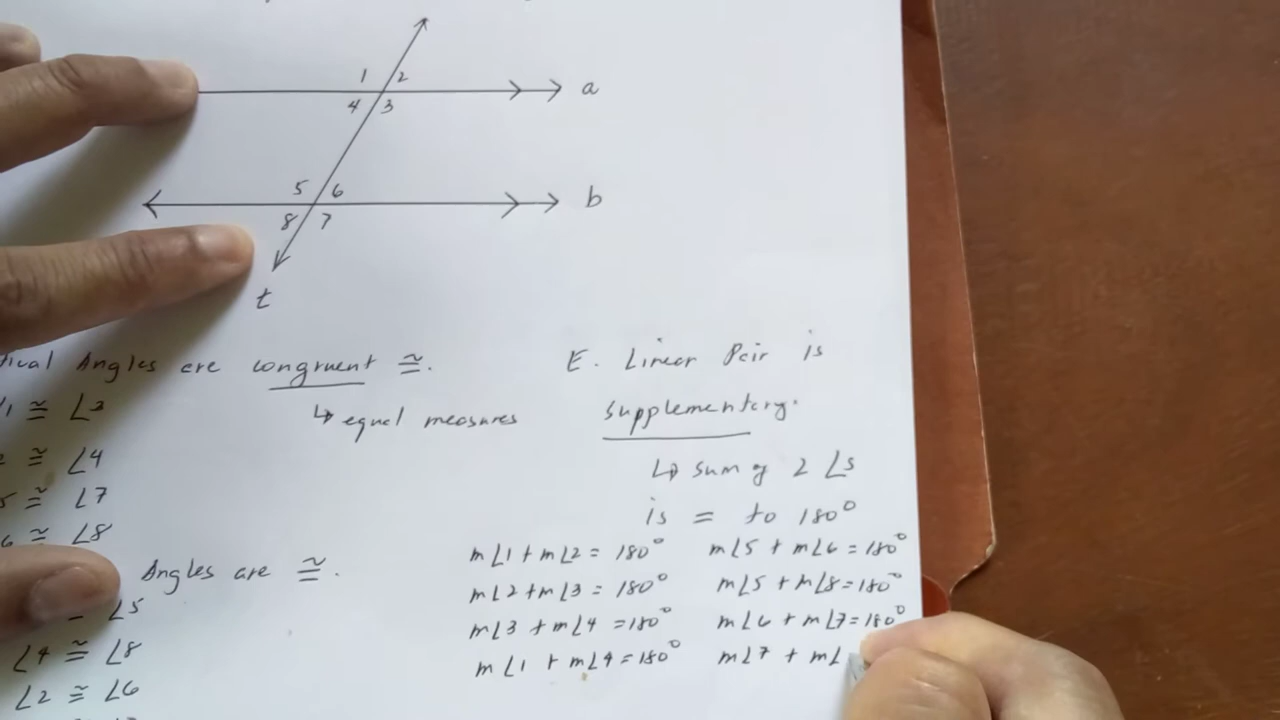 1 2
a
4 3
5 6
b
8 7
t
Angles are congruent ≅.
↳ equal measures
≅ ∠3
≅ ∠4
≅ ∠7
≅ ∠8
Angles are ≅.
∠5
∠4 ≅ ∠8
∠2 ≅ ∠6
E. Linear Pair is
supplementary.
↳ sum of 2 ∠s
is = to 180°
m∠1 + m∠2 = 180°
m∠2 + m∠3 = 180°
m∠3 + m∠4 = 180°
m∠1 + m∠4 = 180°
m∠5 + m∠6 = 180°
m∠5 + m∠8 = 180°
m∠6 + m∠7 = 180°
m∠7 + m∠